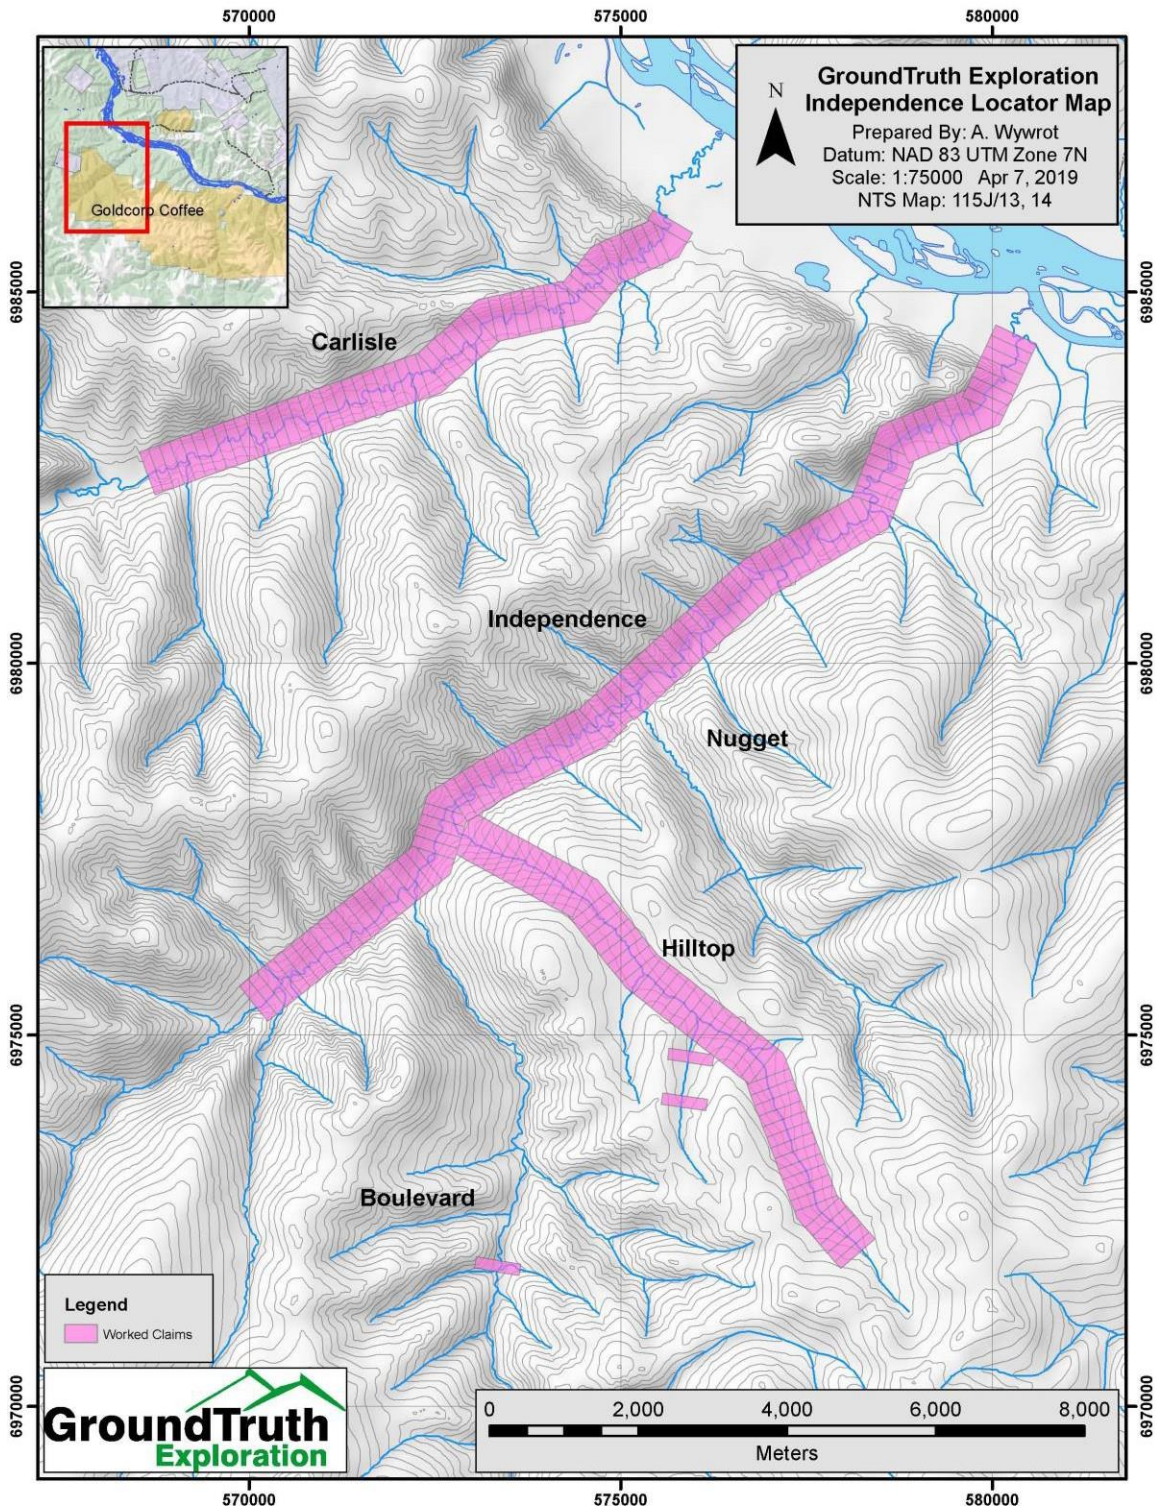 570000
575000
580000
GroundTruth Exploration
Independence Locator Map
N
Prepared By: A. Wywrot
Datum: NAD 83 UTM Zone 7N
Scale: 1:75000 Apr 7, 2019
NTS Map: 115J/13, 14
Goldcorp Coffee
6985000
6985000
Carlisle
Independence
6980000
6980000
Nugget
Hilltop
6975000
6975000
Boulevard
Legend
Worked Claims
GroundTruth
Exploration
6970000
6970000
0 2,000 4,000 6,000 8,000
Meters
570000
575000
580000